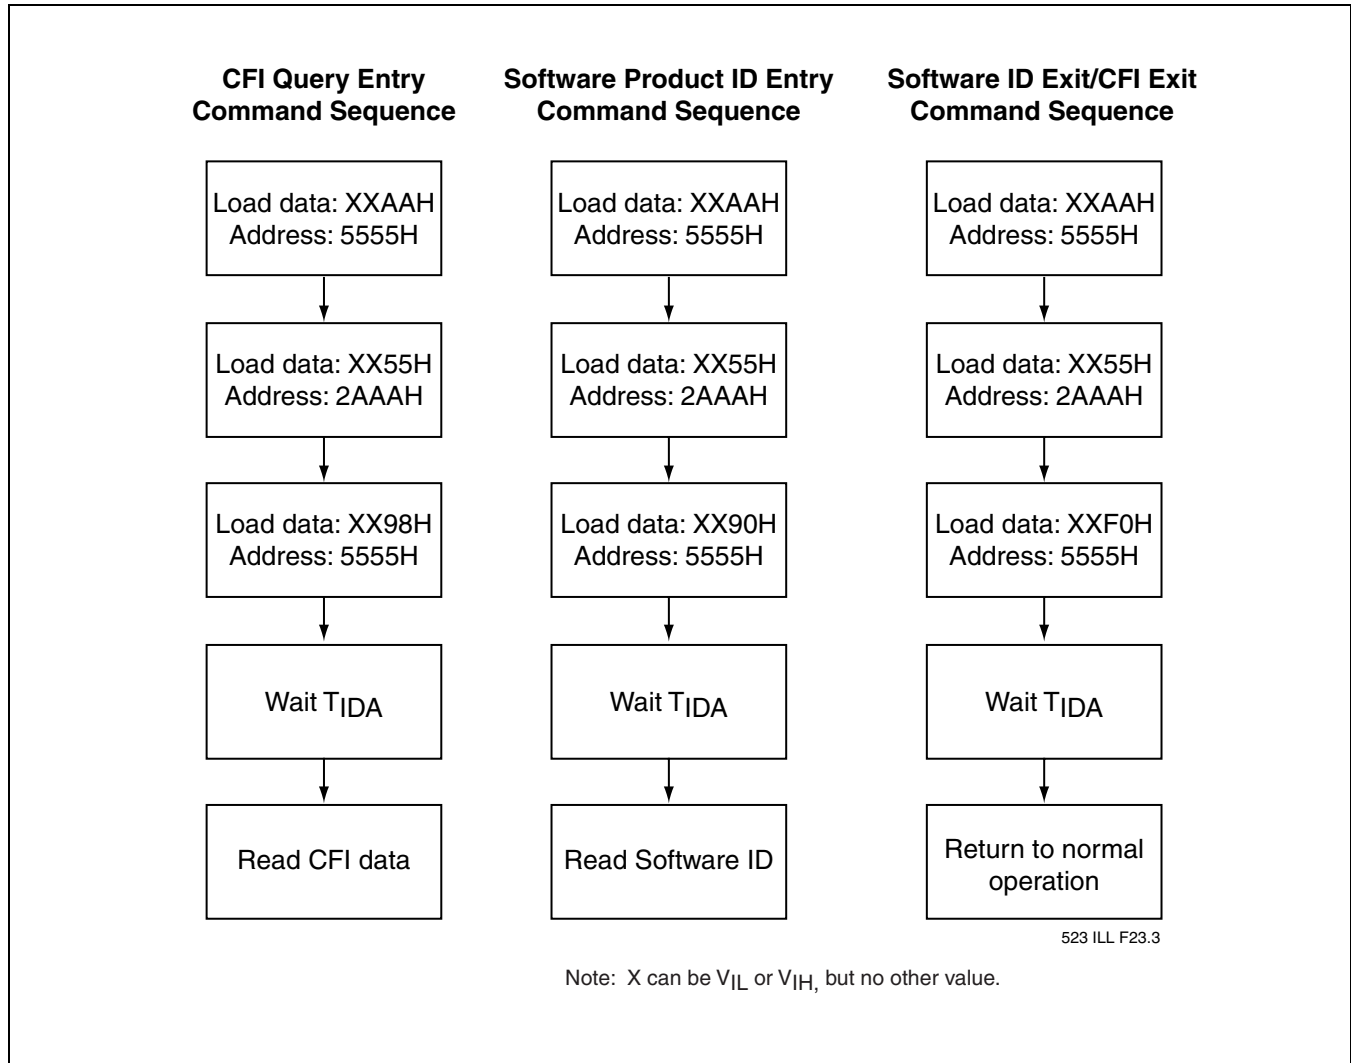 CFI Query Entry
Command Sequence
Load data: XXAAH
Address: 5555H
Load data: XX55H
Address: 2AAAH
Load data: XX98H
Address: 5555H
Wait TIDA
Read CFI data
Software Product ID Entry
Command Sequence
Load data: XXAAH
Address: 5555H
Load data: XX55H
Address: 2AAAH
Load data: XX90H
Address: 5555H
Wait TIDA
Read Software ID
Software ID Exit/CFI Exit
Command Sequence
Load data: XXAAH
Address: 5555H
Load data: XX55H
Address: 2AAAH
Load data: XXF0H
Address: 5555H
Wait TIDA
Return to normal
operation
523 ILL F23.3
Note: X can be VIL or VIH, but no other value.